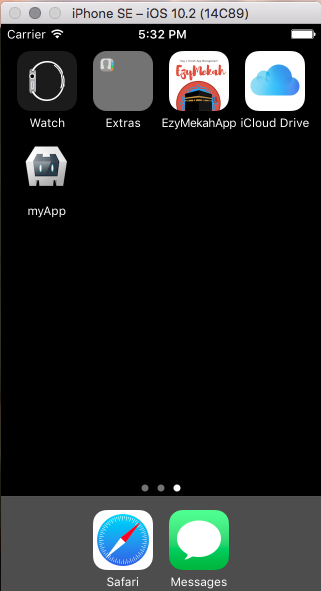 iPhone SE – iOS 10.2 (14C89)
Carrier 5:32 PM
EzyMekah
Watch Extras EzyMekahApp iCloud Drive
myApp
Safari Messages